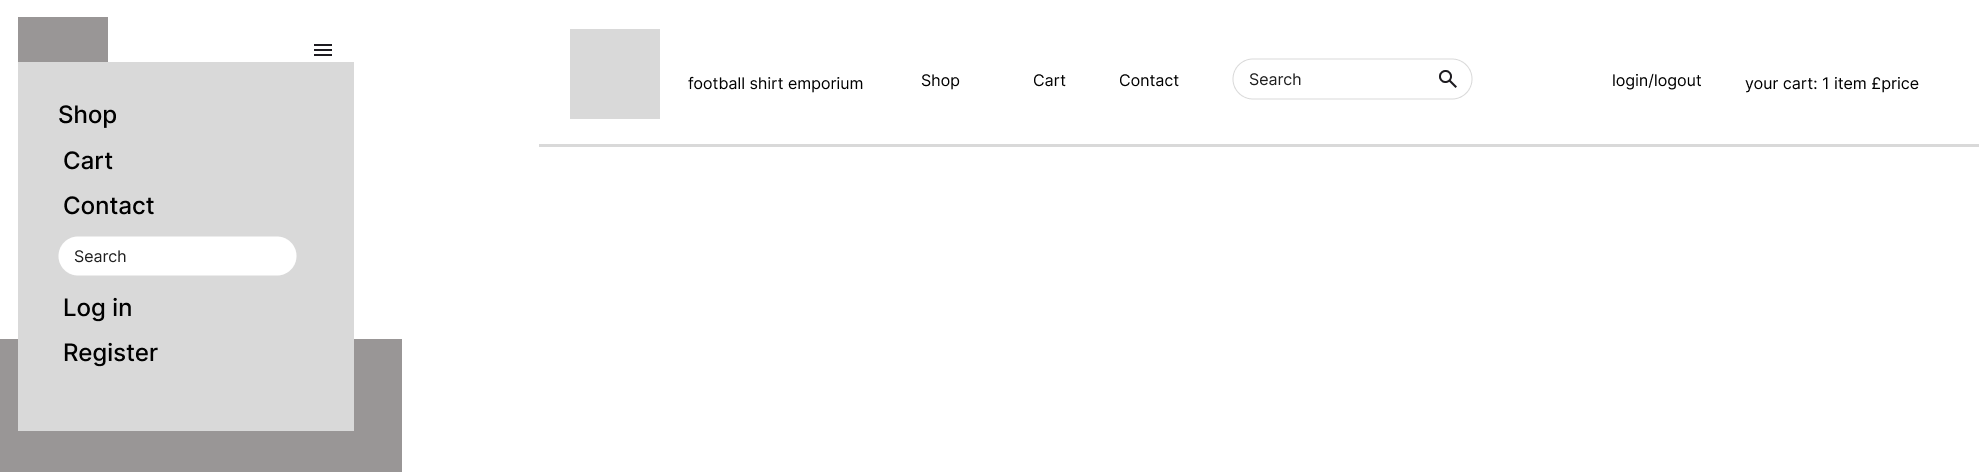 Shop
Cart
Contact
Search
Log in
Register
football shirt emporium Shop Cart Contact Search login/logout your cart: 1 item £price